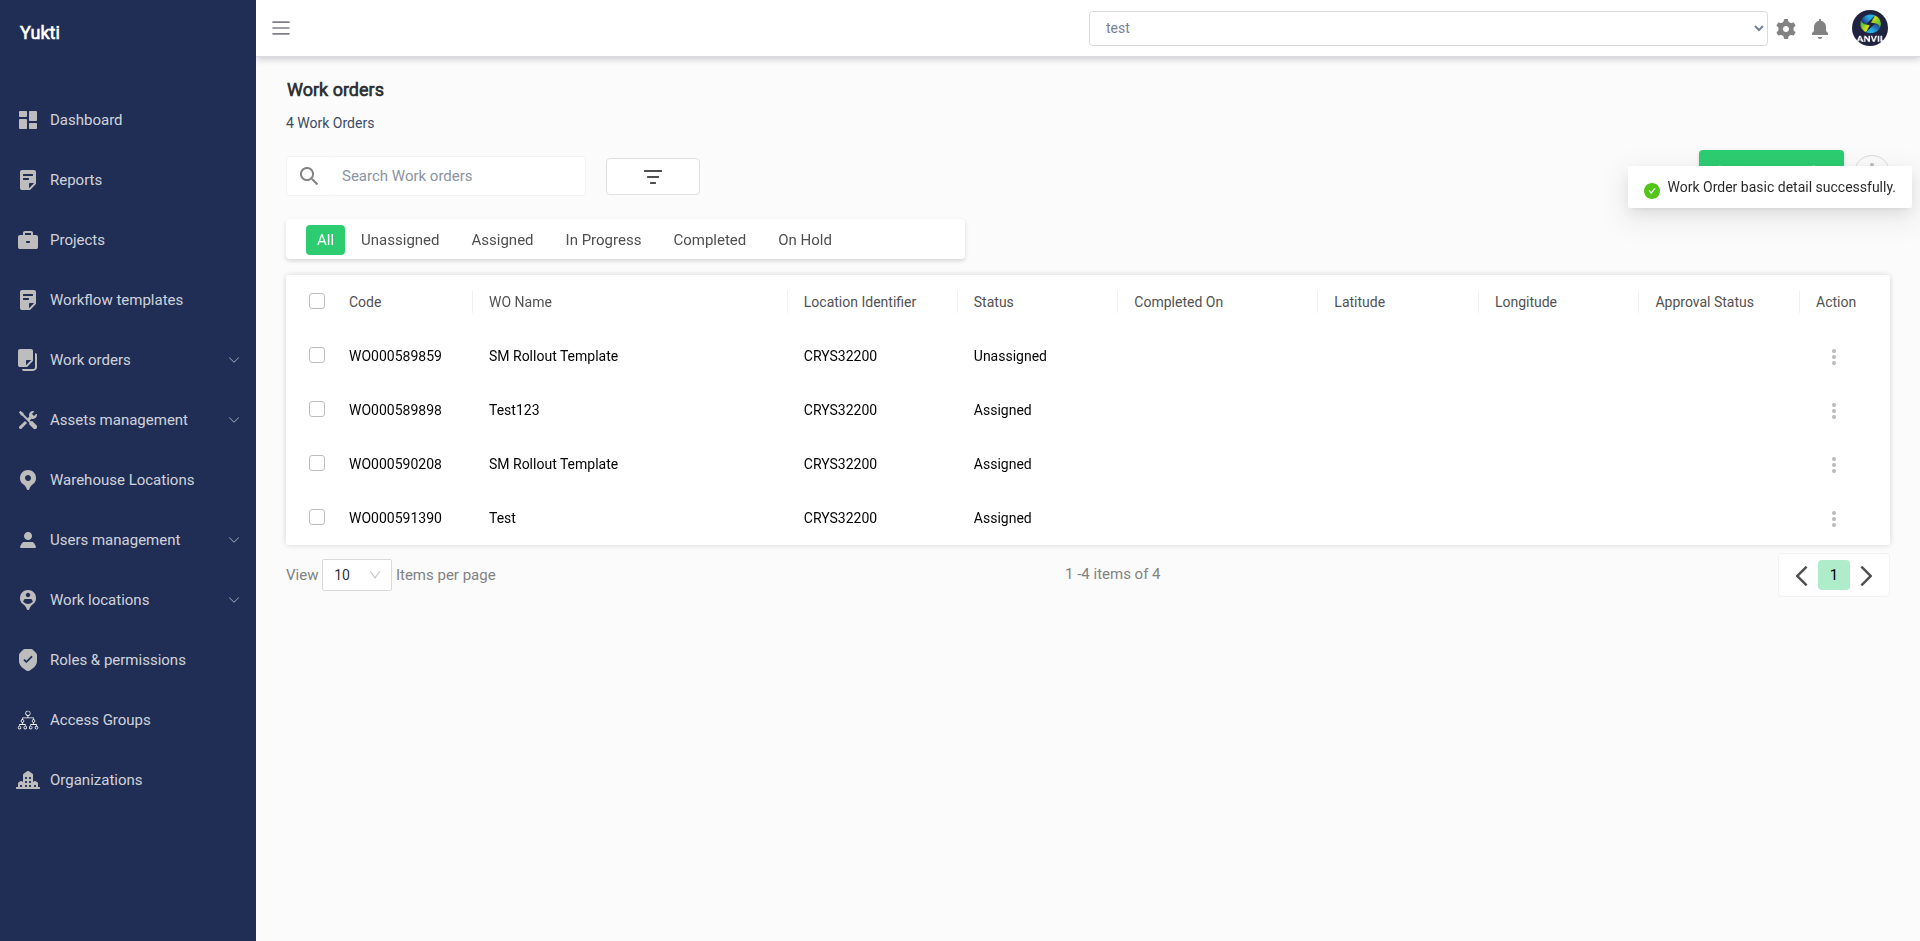 Yukti
test
ANVI
Dashboard
Reports
Projects
Workflow templates
Work orders
Assets management
Warehouse Locations
Users management
Work locations
Roles & permissions
Access Groups
Organizations
Work orders
4 Work Orders
Search Work orders
Work Order basic detail successfully.
All Unassigned Assigned In Progress Completed On Hold
Code WO Name Location Identifier Status Completed On Latitude Longitude Approval Status Action
WO000589859 SM Rollout Template CRYS32200 Unassigned
WO000589898 Test123 CRYS32200 Assigned
WO000590208 SM Rollout Template CRYS32200 Assigned
WO000591390 Test CRYS32200 Assigned
View 10 Items per page 1 -4 items of 4 1